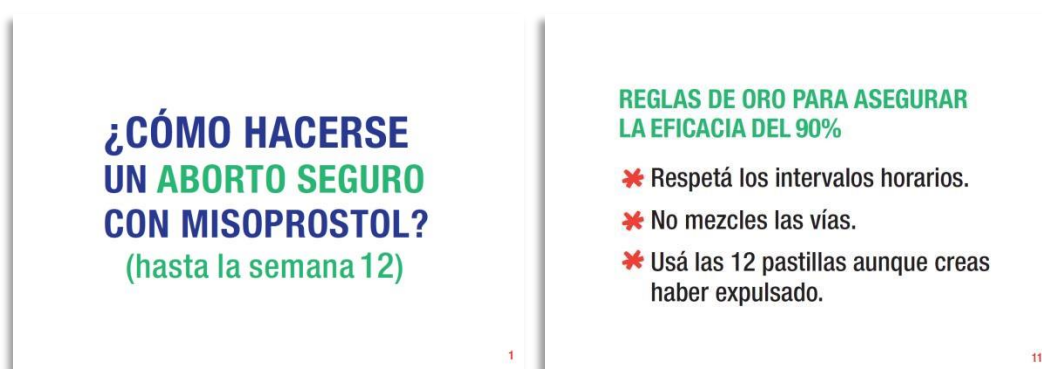 ¿CÓMO HACERSE
UN ABORTO SEGURO
CON MISOPROSTOL?
(hasta la semana 12)
1
REGLAS DE ORO PARA ASEGURAR
LA EFICACIA DEL 90%
Respetá los intervalos horarios.
No mezcles las vías.
Usá las 12 pastillas aunque creas
haber expulsado.
11